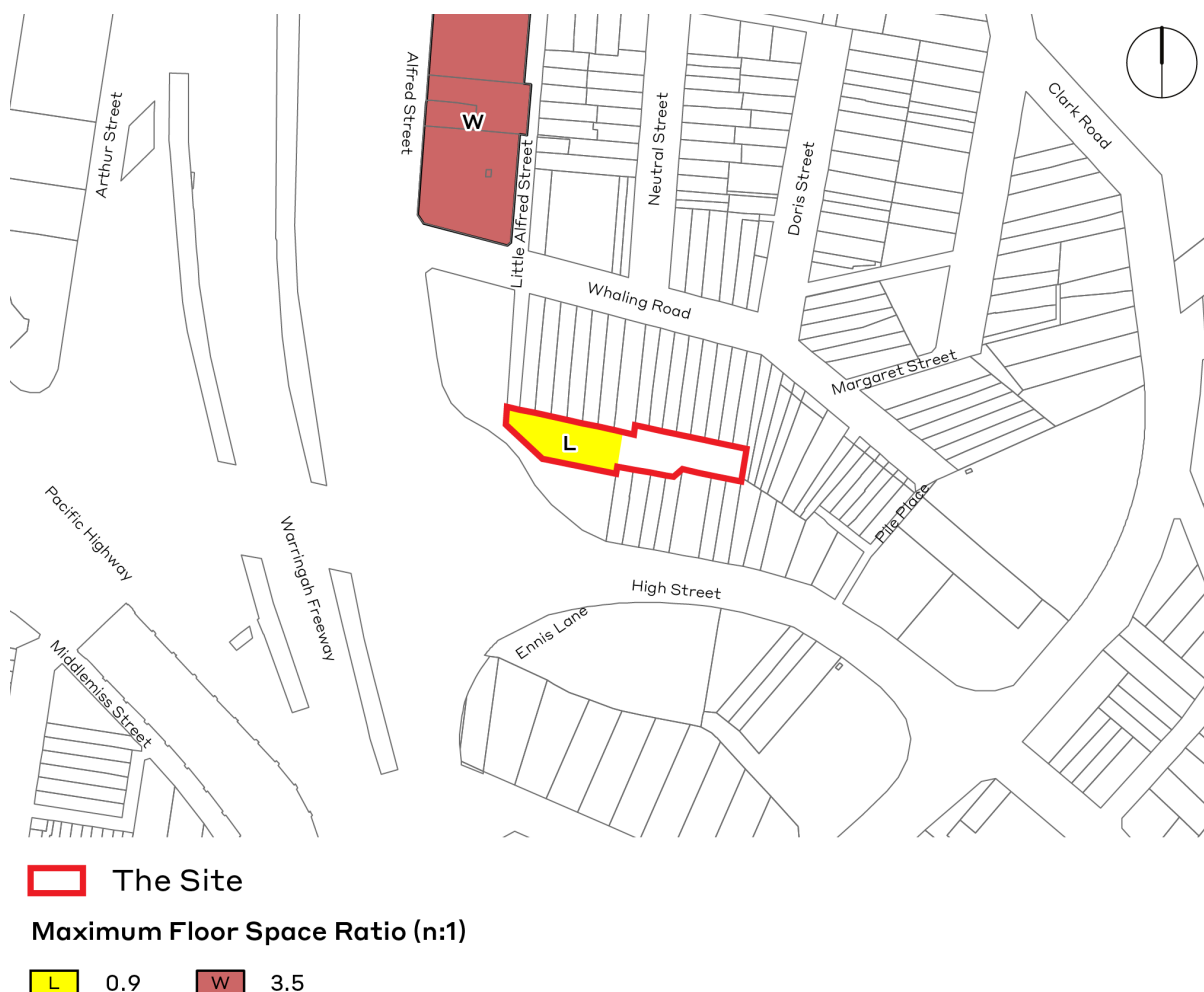 Alfred Street
W
Arthur Street
Clark Road
Neutral Street
Doris Street
Little Alfred Street
Whaling Road
Margaret Street
L
Pile Place
Pacific Highway
Warringah Freeway
High Street
Ennis Lane
Middlemiss Street
The Site
Maximum Floor Space Ratio (n:1)
L 0.9 W 3.5